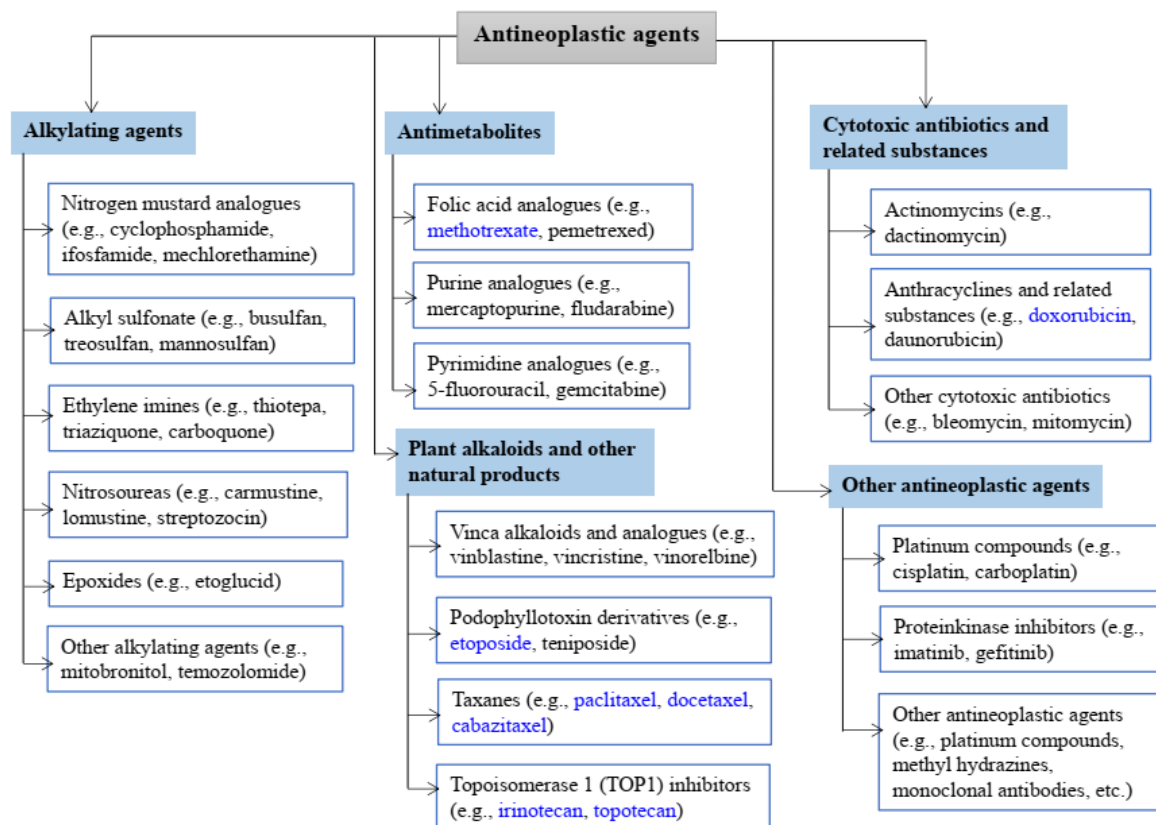 Antineoplastic agents
Alkylating agents
Nitrogen mustard analogues
(e.g., cyclophosphamide,
ifosfamide, mechlorethamine)
Alkyl sulfonate (e.g., busulfan,
treosulfan, mannosulfan)
Ethylene imines (e.g., thiotepa,
triaziquone, carboquone)
Nitrosoureas (e.g., carmustine,
lomustine, streptozocin)
Epoxides (e.g., etoglucid)
Other alkylating agents (e.g.,
mitobronitol, temozolomide)
Antimetabolites
Folic acid analogues (e.g.,
methotrexate, pemetrexed)
Purine analogues (e.g.,
mercaptopurine, fludarabine)
Pyrimidine analogues (e.g.,
5-fluorouracil, gemcitabine)
Plant alkaloids and other
natural products
Vinca alkaloids and analogues (e.g.,
vinblastine, vincristine, vinorelbine)
Podophyllotoxin derivatives (e.g.,
etoposide, teniposide)
Taxanes (e.g., paclitaxel, docetaxel,
cabazitaxel)
Topoisomerase 1 (TOP1) inhibitors
(e.g., irinotecan, topotecan)
Cytotoxic antibiotics and
related substances
Actinomycins (e.g.,
dactinomycin)
Anthracyclines and related
substances (e.g., doxorubicin,
daunorubicin)
Other cytotoxic antibiotics
(e.g., bleomycin, mitomycin)
Other antineoplastic agents
Platinum compounds (e.g.,
cisplatin, carboplatin)
Proteinkinase inhibitors (e.g.,
imatinib, gefitinib)
Other antineoplastic agents
(e.g., platinum compounds,
methyl hydrazines,
monoclonal antibodies, etc.)